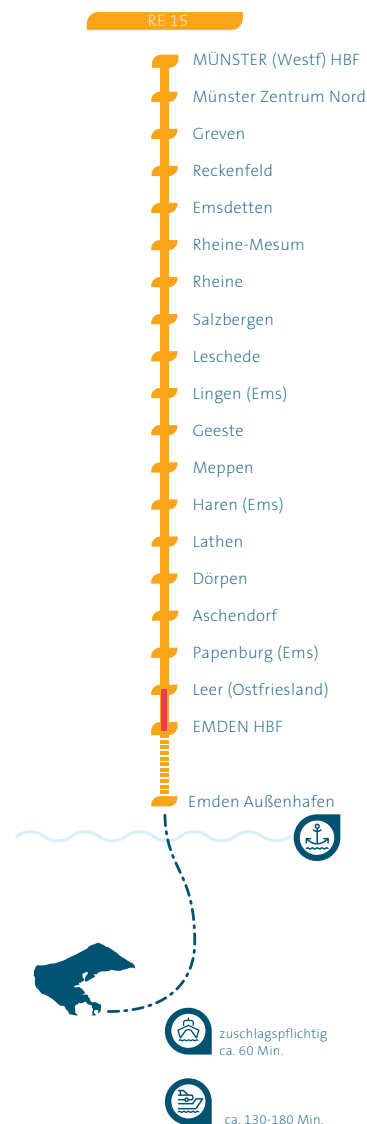 RE 15
MÜNSTER (Westf) HBF
Münster Zentrum Nord
Greven
Reckenfeld
Emsdetten
Rheine-Mesum
Rheine
Salzbergen
Leschede
Lingen (Ems)
Geeste
Meppen
Haren (Ems)
Lathen
Dörpen
Aschendorf
Papenburg (Ems)
Leer (Ostfriesland)
EMDEN HBF
Emden Außenhafen
zuschlagspflichtig
ca. 60 Min.
ca. 130-180 Min.